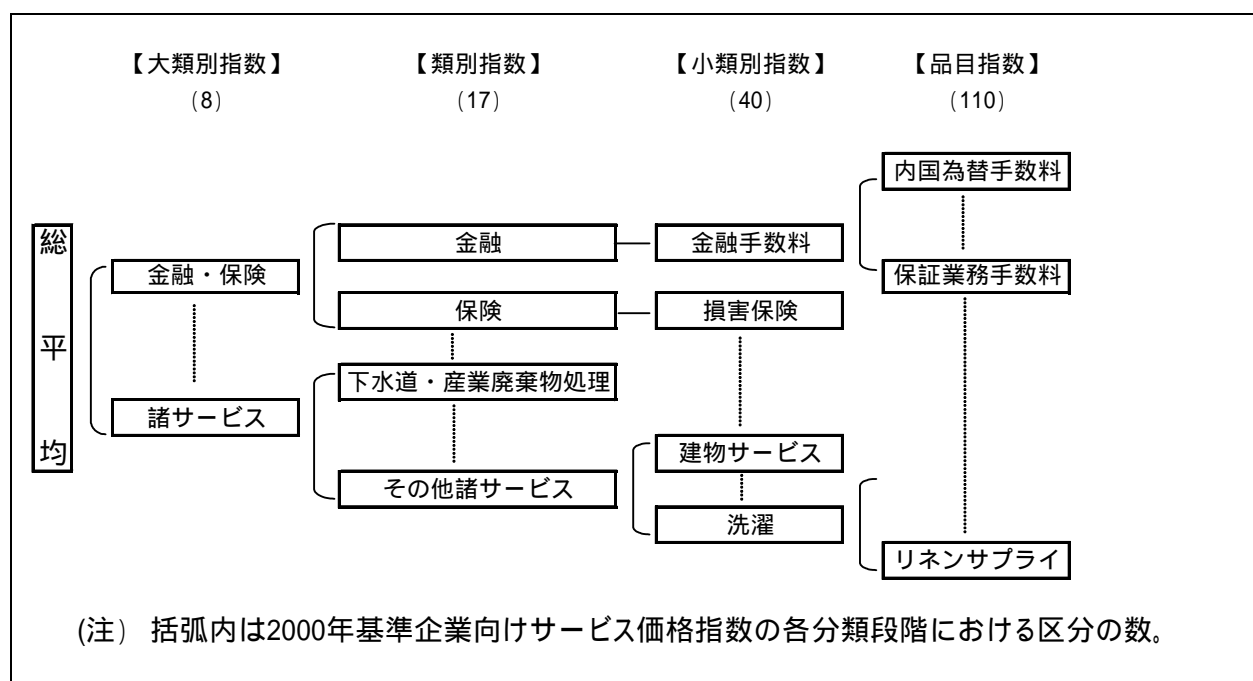 【大類別指数】 【類別指数】 【小類別指数】 【品目指数】
(8) (17) (40) (110)
内国為替手数料
総平均
金融 金融手数料
金融・保険 保証業務手数料
保険 損害保険
下水道・産業廃棄物処理
諸サービス
建物サービス
その他諸サービス
洗濯
リネンサプライ
(注) 括弧内は2000年基準企業向けサービス価格指数の各分類段階における区分の数。